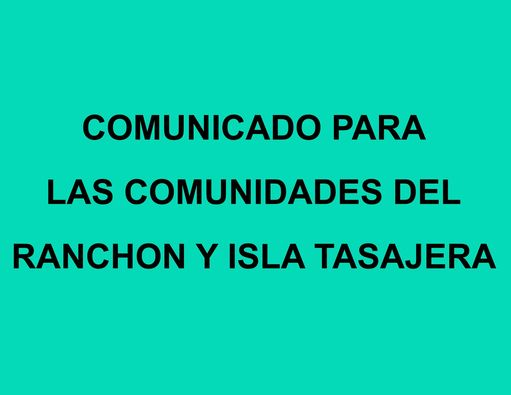 COMUNICADO PARA
LAS COMUNIDADES DEL
RANCHON Y ISLA TASAJERA